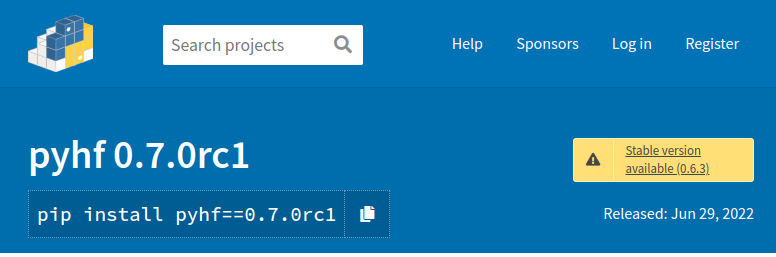 Search projects
Help
Sponsors
Log in
Register
pyhf 0.7.0rc1
Stable version
available (0.6.3)
pip install pyhf==0.7.0rc1
Released: Jun 29, 2022